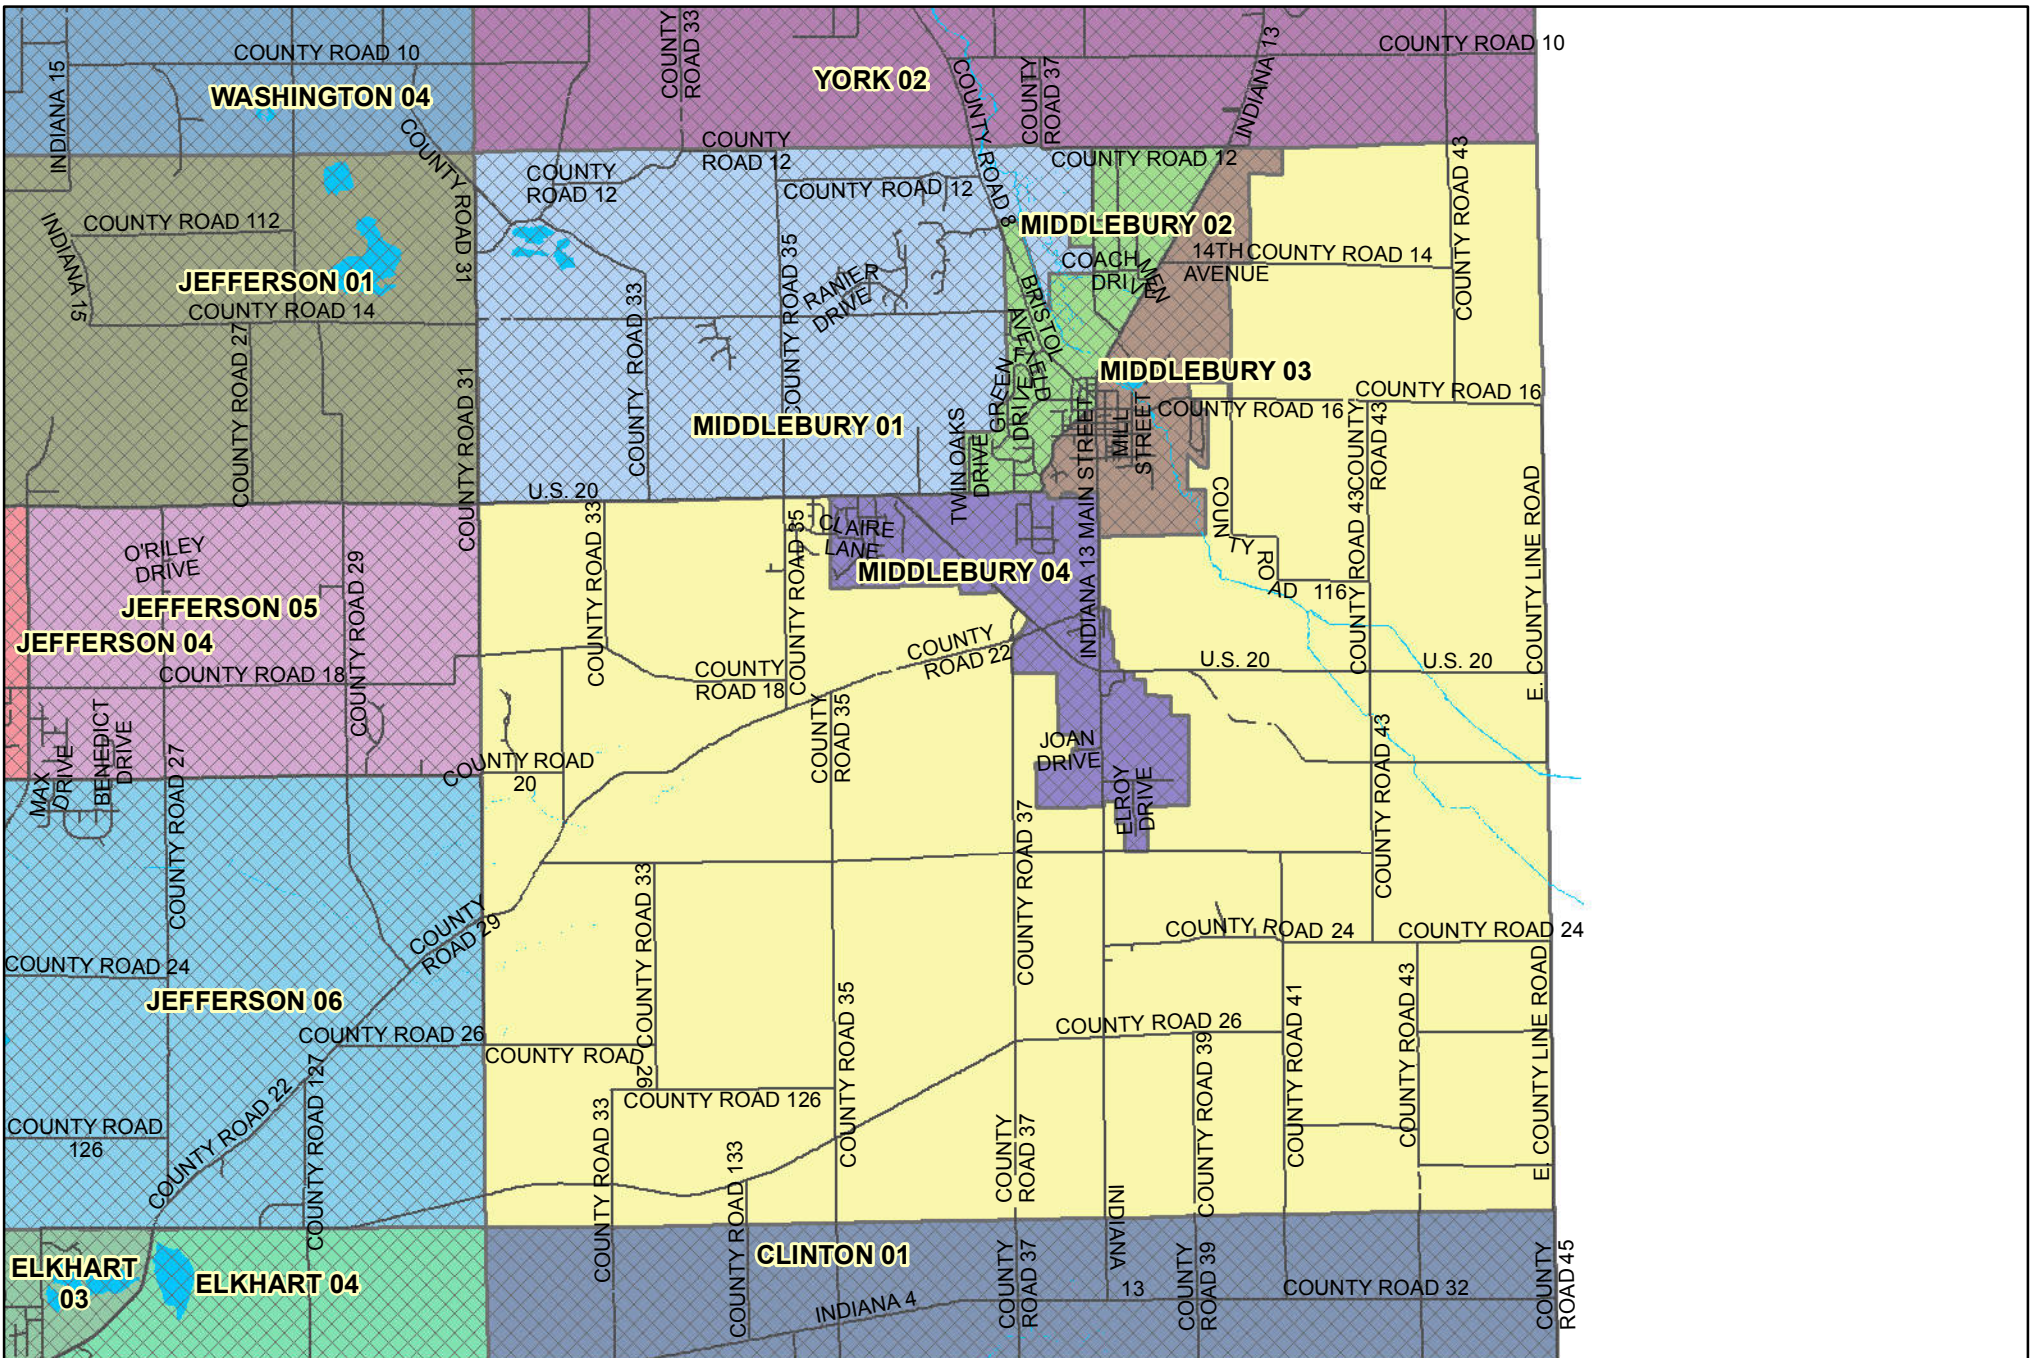 COUNTY ROAD 10
COUNTY
ROAD 33
INDIANA 13
COUNTY ROAD 10
INDIANA 15
WASHINGTON 04
YORK 02
COUNTY ROAD 8
COUNTY
ROAD 37
COUNTY ROAD 31
COUNTY
ROAD 12
COUNTY
ROAD 12
COUNTY ROAD 12
COUNTY ROAD 12
COUNTY ROAD 43
INDIANA 15
COUNTY ROAD 112
MIDDLEBURY 02
COUNTY ROAD 35
COACHMEN
DRIVE
14TH
AVENUE
COUNTY ROAD 14
JEFFERSON 01
COUNTY ROAD 14
RANIER
DRIVE
BRISTOL
AVENUE
COUNTY ROAD 27
COUNTY ROAD 33
GREENFIELD
DRIVE
MIDDLEBURY 03
COUNTY ROAD 31
COUNTY ROAD 16
COUNTY ROAD 16
MIDDLEBURY 01
TWIN OAKS
DRIVE
MAIN STREET
MILL
STREET
COUNTY
ROAD 43
U.S. 20
COUNTY ROAD 33
COUNTY ROAD 35
CLAIRE
LANE
INDIANA 13
COUNTY ROAD 116
COUNTY ROAD 43
E. COUNTY LINE ROAD
O'RILEY
DRIVE
COUNTY ROAD 29
MIDDLEBURY 04
JEFFERSON 05
JEFFERSON 04
COUNTY ROAD 18
COUNTY
ROAD 18
COUNTY
ROAD 22
U.S. 20
U.S. 20
MAX
DRIVE
BENEDICT
DRIVE
COUNTY ROAD 27
COUNTY ROAD
20
COUNTY
ROAD 35
JOAN
DRIVE
ELROY
DRIVE
COUNTY ROAD 43
COUNTY ROAD 37
COUNTY ROAD 33
COUNTY
ROAD 29
COUNTY ROAD 24
COUNTY ROAD 24
COUNTY ROAD 24
JEFFERSON 06
COUNTY ROAD 26
COUNTY ROAD 26
COUNTY ROAD 26
COUNTY ROAD 35
COUNTY ROAD 41
COUNTY ROAD 43
E. COUNTY LINE ROAD
COUNTY ROAD 39
COUNTY ROAD
126
COUNTY ROAD 22
COUNTY ROAD 127
COUNTY ROAD 33
COUNTY ROAD 126
COUNTY ROAD 133
COUNTY
ROAD 37
INDIANA
13
ELKHART
03
ELKHART 04
CLINTON 01
INDIANA 4
COUNTY
ROAD 37
COUNTY
ROAD 39
COUNTY ROAD 32
COUNTY
ROAD 45